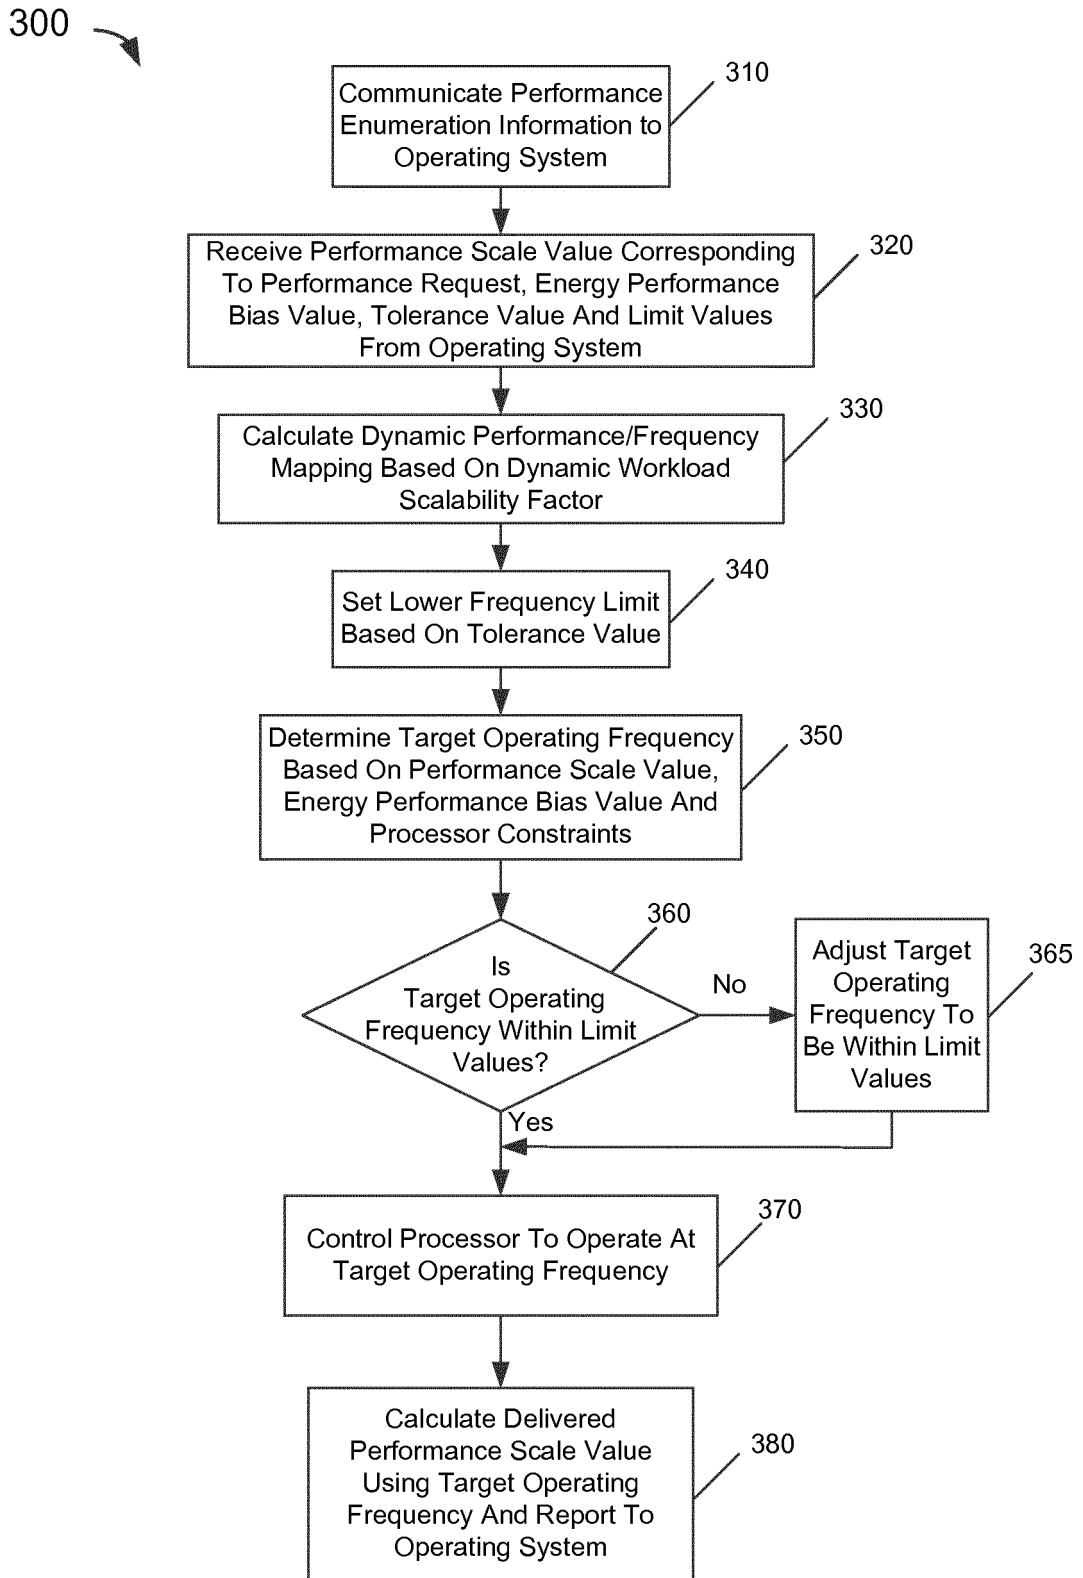 300
310
Communicate Performance
Enumeration Information to
Operating System
320
Receive Performance Scale Value Corresponding
To Performance Request, Energy Performance
Bias Value, Tolerance Value And Limit Values
From Operating System
330
Calculate Dynamic Performance/Frequency
Mapping Based On Dynamic Workload
Scalability Factor
340
Set Lower Frequency Limit
Based On Tolerance Value
350
Determine Target Operating Frequency
Based On Performance Scale Value,
Energy Performance Bias Value And
Processor Constraints
360
Is
Target Operating
Frequency Within Limit
Values?
No
Adjust Target
Operating
Frequency To
Be Within Limit
Values
365
Yes
370
Control Processor To Operate At
Target Operating Frequency
380
Calculate Delivered
Performance Scale Value
Using Target Operating
Frequency And Report To
Operating System